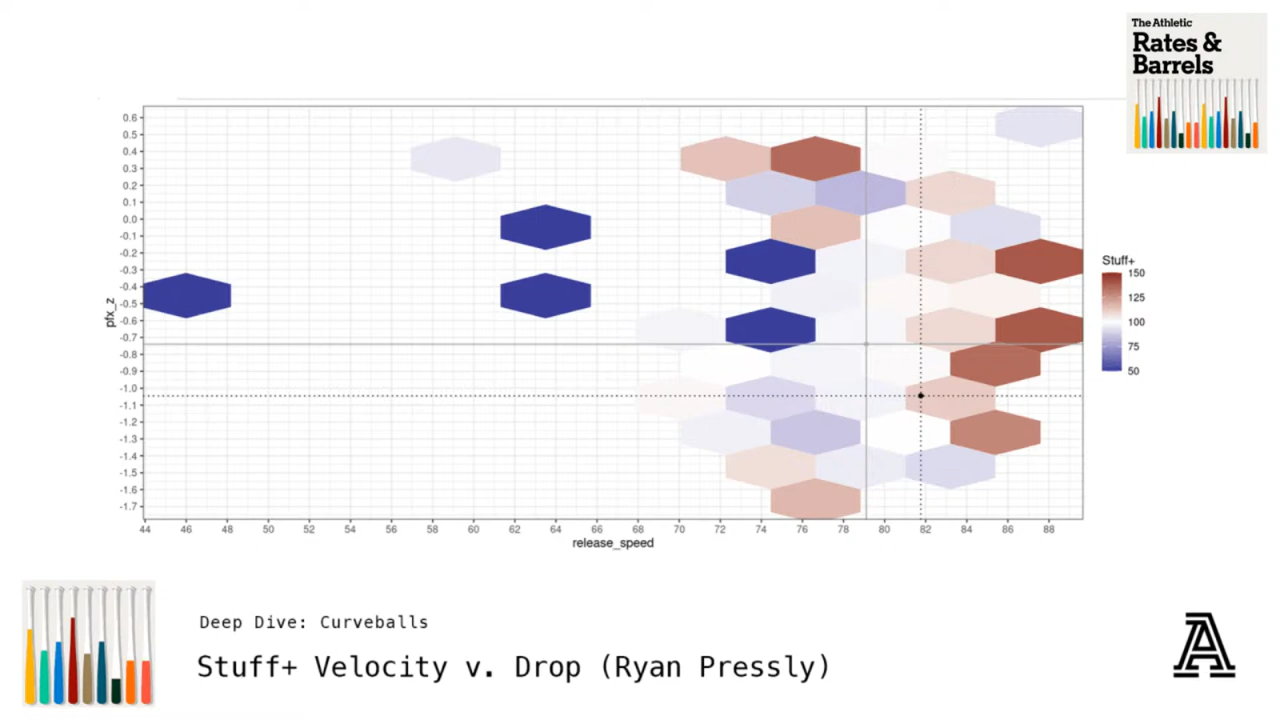 The Athletic
Rates &
Barrels
0.6
0.5
0.4
0.3
0.2
0.1
0.0
-0.1
-0.2
-0.3
-0.4
-0.5
-0.6
-0.7
-0.8
-0.9
-1.0
-1.1
-1.2
-1.3
-1.4
-1.5
-1.6
-1.7
pfx_z
44 46 48 50 52 54 56 58 60 62 64 66 68 70 72 74 76 78 80 82 84 86 88
release_speed
Stuff+
150
125
100
75
50
Deep Dive: Curveballs
Stuff+ Velocity v. Drop (Ryan Pressly)
A